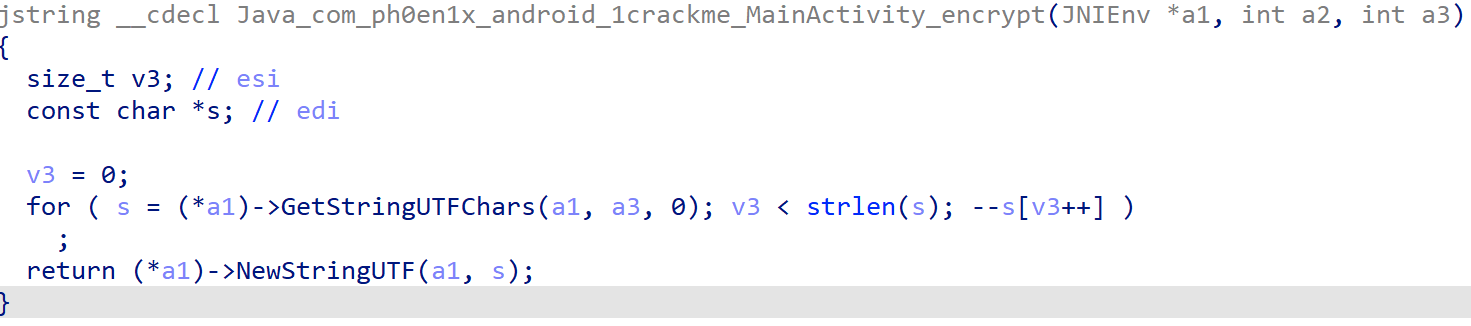 jstring __cdecl Java_com_ph0en1x_android_1crackme_MainActivity_encrypt(JNIEnv *a1, int a2, int a3)
{
  size_t v3; // esi
  const char *s; // edi

  v3 = 0;
  for ( s = (*a1)->GetStringUTFChars(a1, a3, 0); v3 < strlen(s); --s[v3++] )
    ;
  return (*a1)->NewStringUTF(a1, s);
}